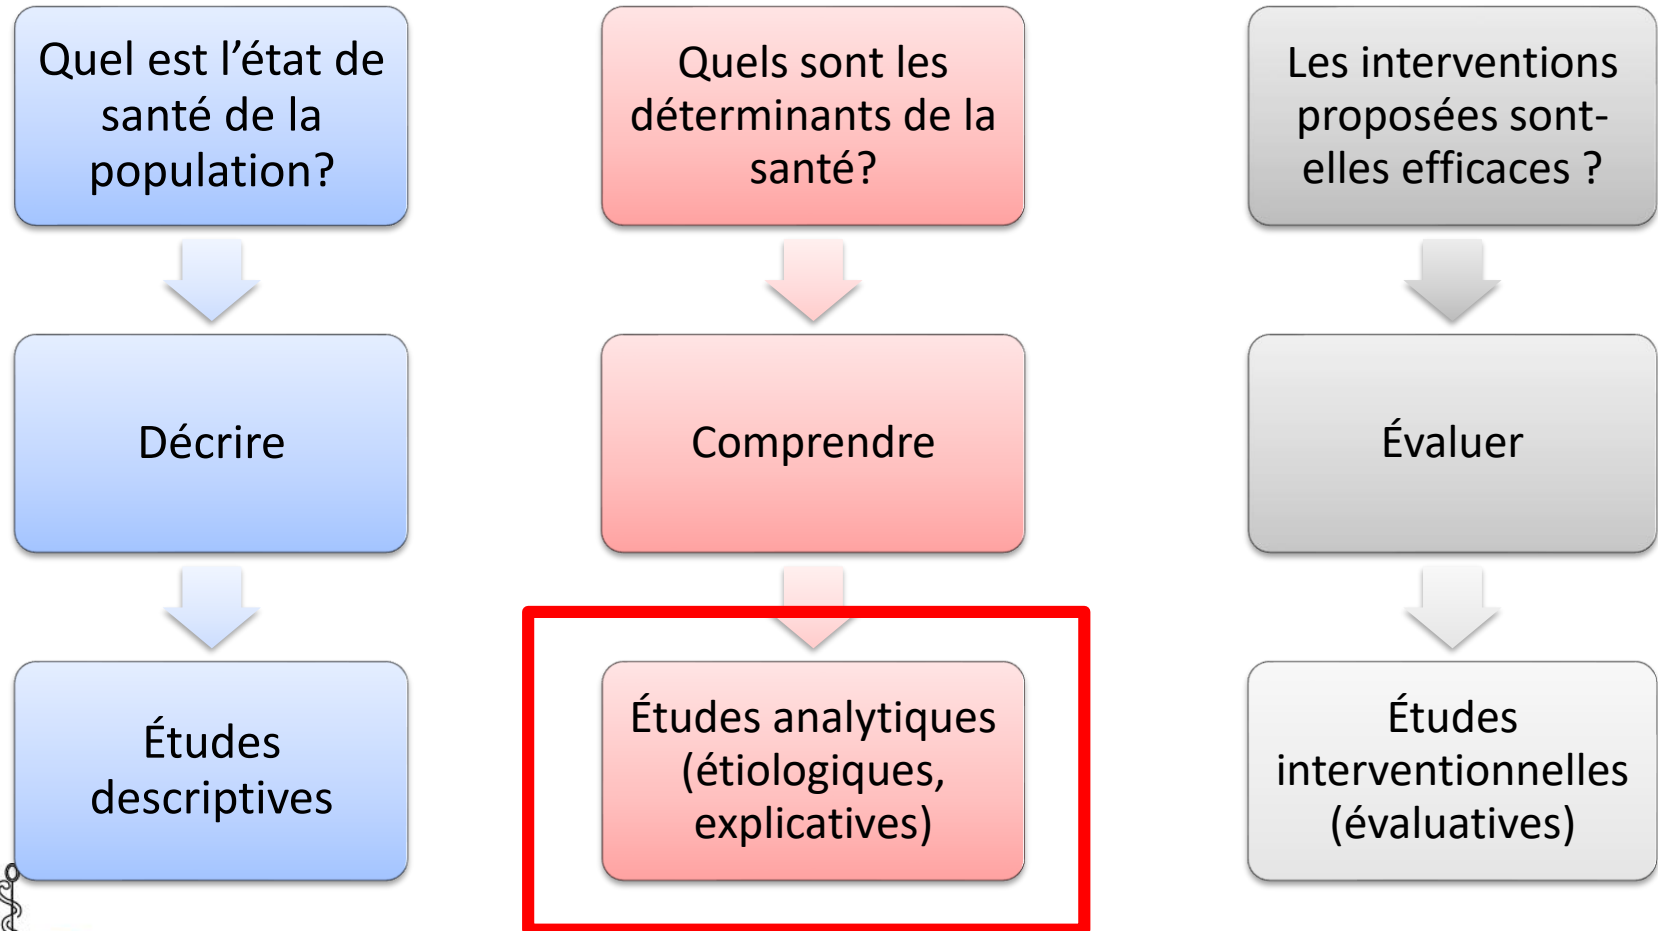 Quel est l’état de
santé de la
population?
Décrire
Études
descriptives
Quels sont les
déterminants de la
santé?
Comprendre
Études analytiques
(étiologiques,
explicatives)
Les interventions
proposées sont-
elles efficaces ?
Évaluer
Études
interventionnelles
(évaluatives)